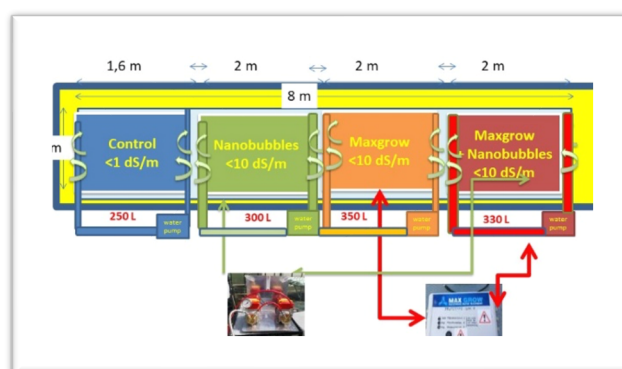 1,6 m
2 m
2 m
2 m
8 m
m
Control
<1 dS/m
Nanobubbles
<10 dS/m
Maxgrow
<10 dS/m
Maxgrow
+ Nanobubbles
<10 dS/m
250 L
water
pump
300 L
water
pump
350 L
water
pump
330 L
water
pump
MAX GROW